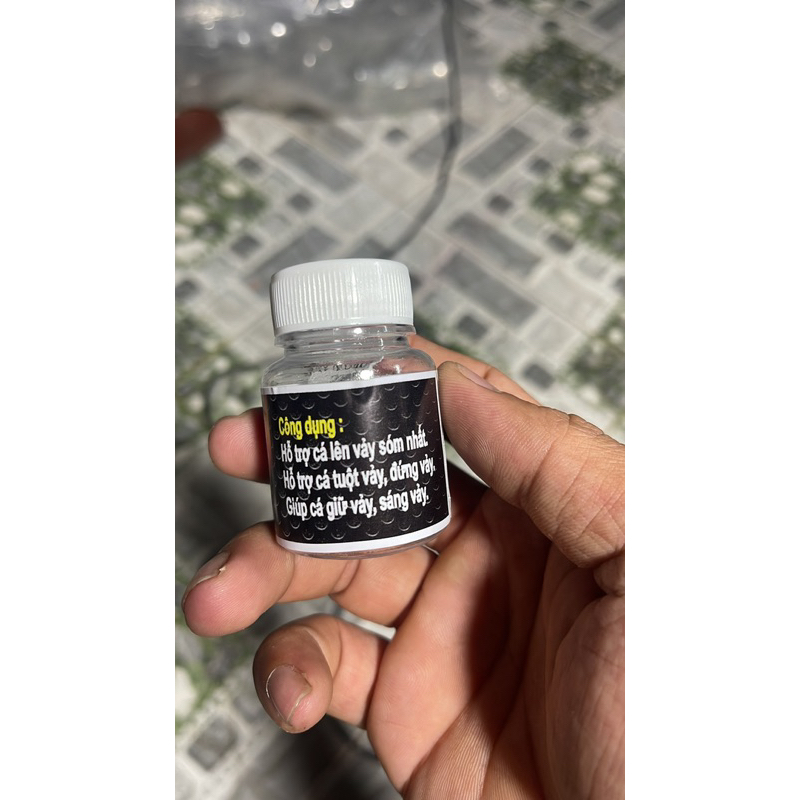 Công dụng :
Hỗ trợ cá lên vảy sớm nhất.
Hỗ trợ cá tuột vảy, đứng vảy.
Giúp cá giữ vảy, sáng vảy.